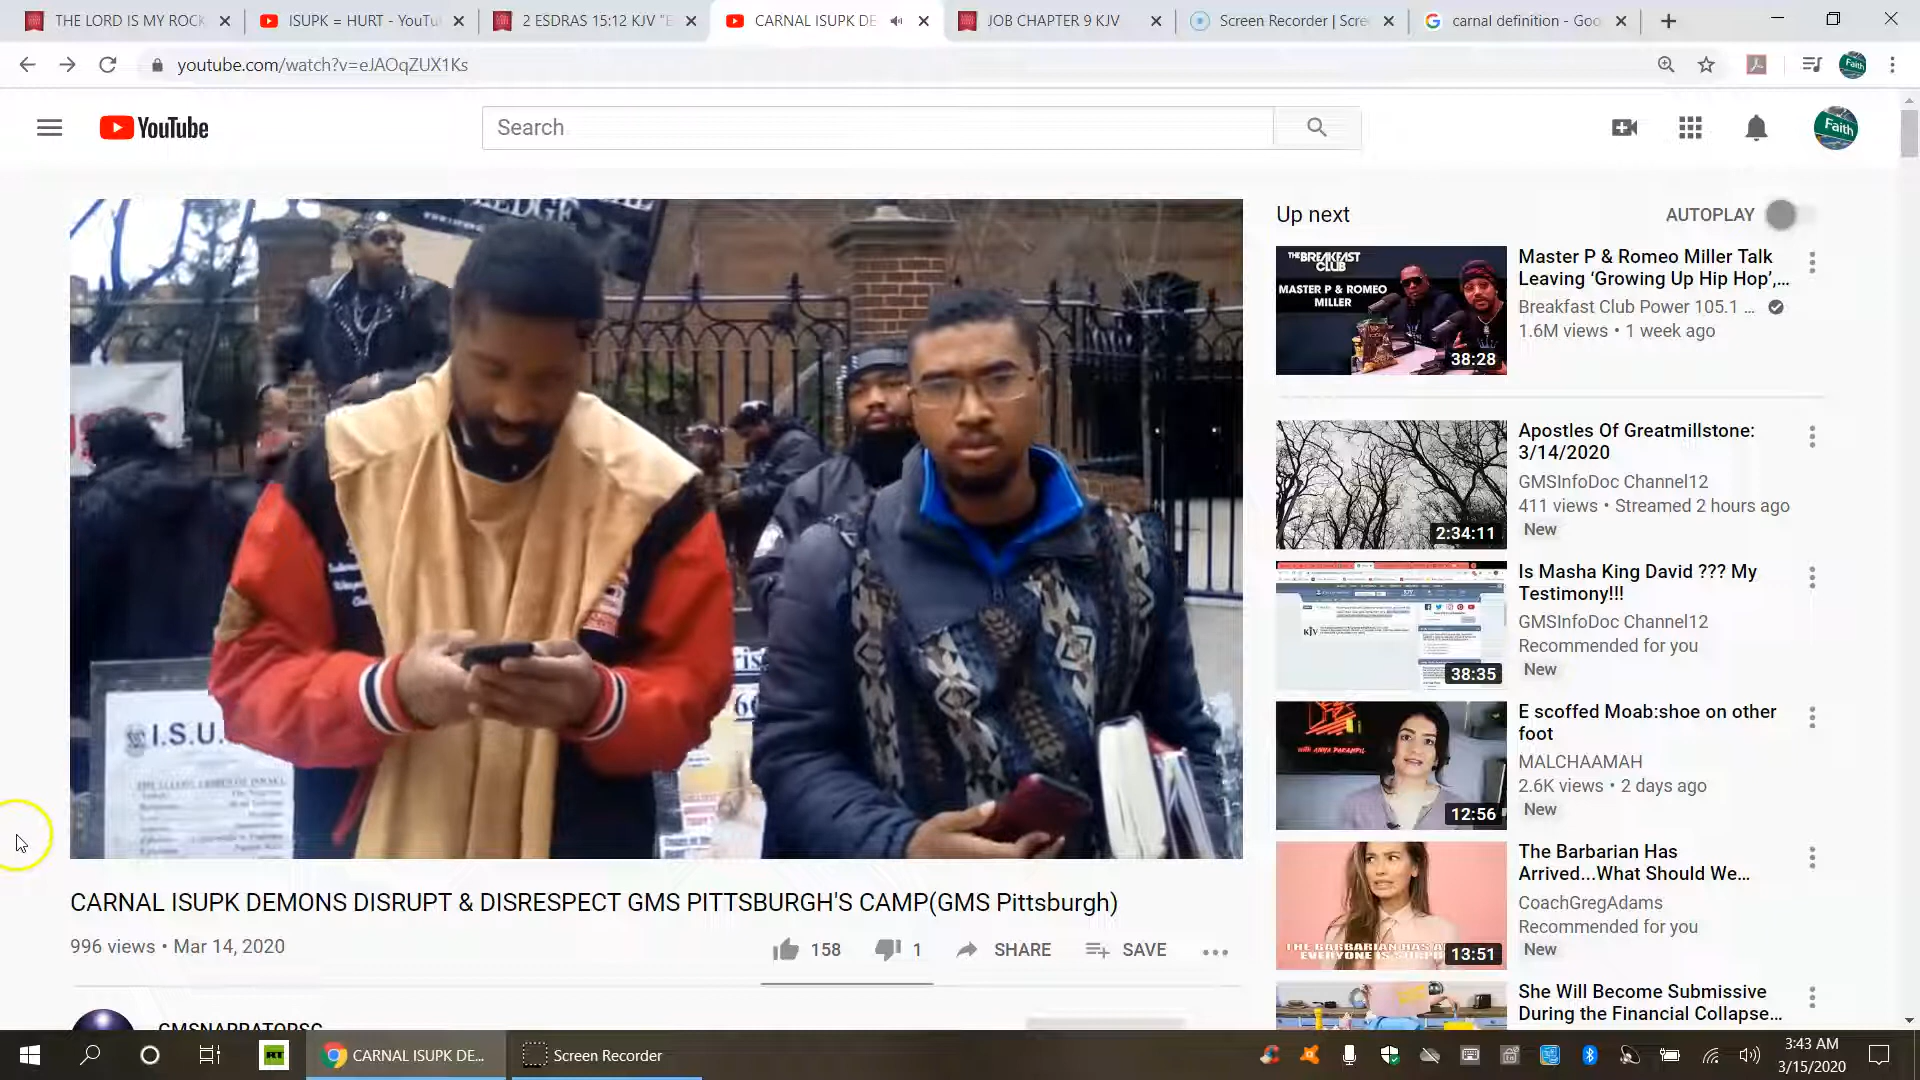 THE LORD IS MY ROCK
ISUPK = HURT - YouTu
2 ESDRAS 15:12 KJV "E
CARNAL ISUPK DE
JOB CHAPTER 9 KJV
Screen Recorder | Scre
carnal definition - Goo
youtube.com/watch?v=eJAOqZUX1Ks
Faith
YouTube
Search
Faith
I.S.U.
Up next
AUTOPLAY
THE BREAKFAST
CLUB
MASTER P & ROMEO
MILLER
38:28
Master P & Romeo Miller Talk
Leaving ‘Growing Up Hip Hop’,...
Breakfast Club Power 105.1 ...
1.6M views • 1 week ago
2:34:11
Apostles Of Greatmillstone:
3/14/2020
GMSInfoDoc Channel12
411 views • Streamed 2 hours ago
New
KJV
38:35
Is Masha King David ??? My
Testimony!!!
GMSInfoDoc Channel12
Recommended for you
New
WITH ANYA PARAMPIL
12:56
E scoffed Moab:shoe on other
foot
MALCHAAMAH
2.6K views • 2 days ago
New
13:51
The Barbarian Has
Arrived...What Should We...
CoachGregAdams
Recommended for you
New
She Will Become Submissive
During the Financial Collapse...
CARNAL ISUPK DEMONS DISRUPT & DISRESPECT GMS PITTSBURGH'S CAMP(GMS Pittsburgh)
996 views • Mar 14, 2020
158
1
SHARE
SAVE
GMSNARRATORSC
RT
CARNAL ISUPK DE...
Screen Recorder
3:43 AM
3/15/2020